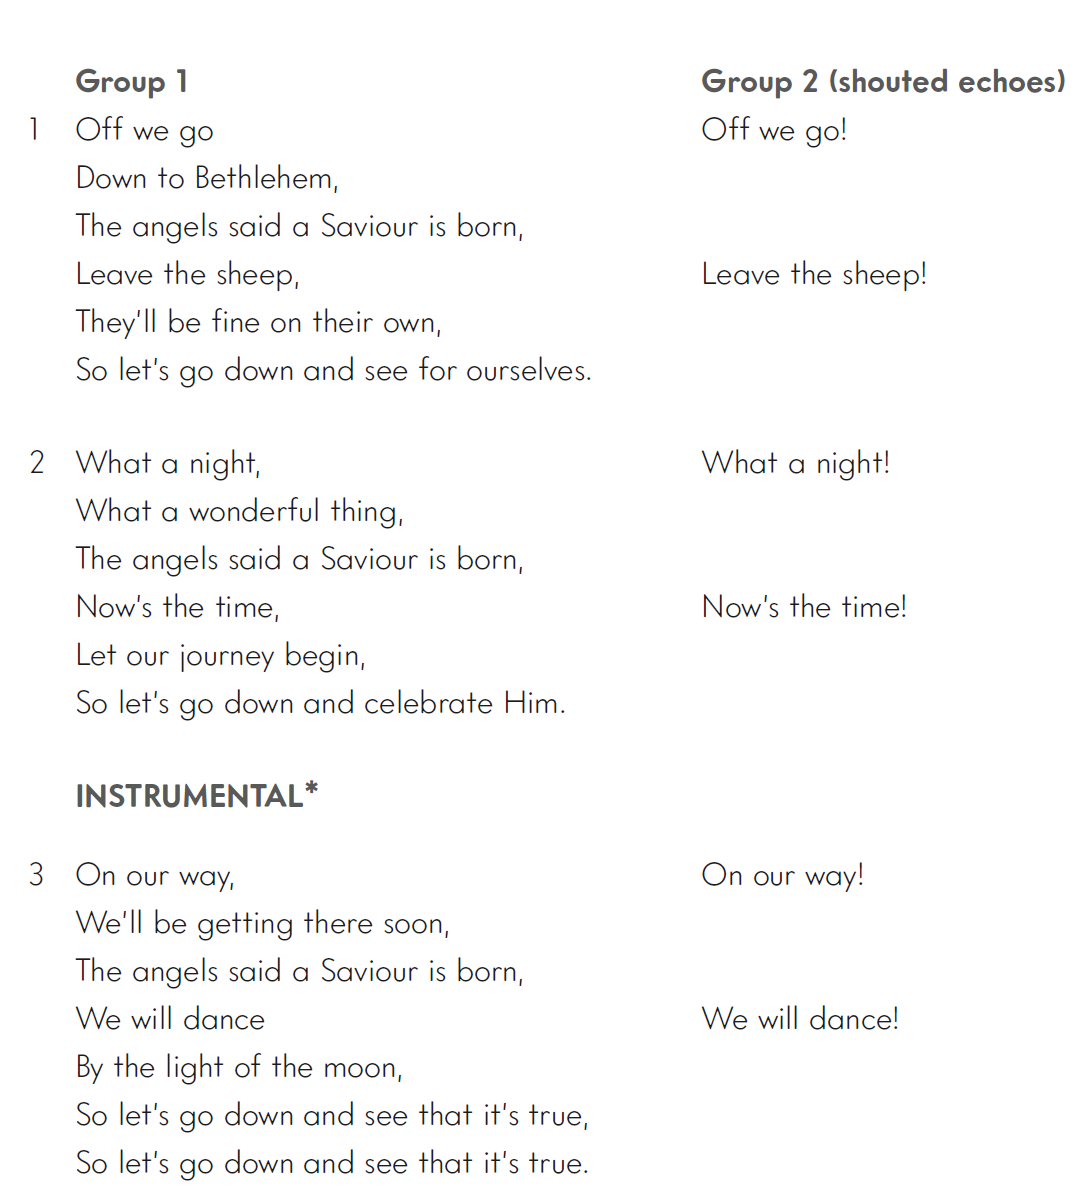 Group 1 Group 2 (shouted echoes)
1 Off we go Off we go!
Down to Bethlehem,
The angels said a Saviour is born,
Leave the sheep, Leave the sheep!
They'll be fine on their own,
So let's go down and see for ourselves.
2 What a night, What a night!
What a wonderful thing,
The angels said a Saviour is born,
Now's the time, Now's the time!
Let our journey begin,
So let's go down and celebrate Him.
INSTRUMENTAL*
3 On our way, On our way!
We'll be getting there soon,
The angels said a Saviour is born,
We will dance We will dance!
By the light of the moon,
So let's go down and see that it's true,
So let's go down and see that it's true.